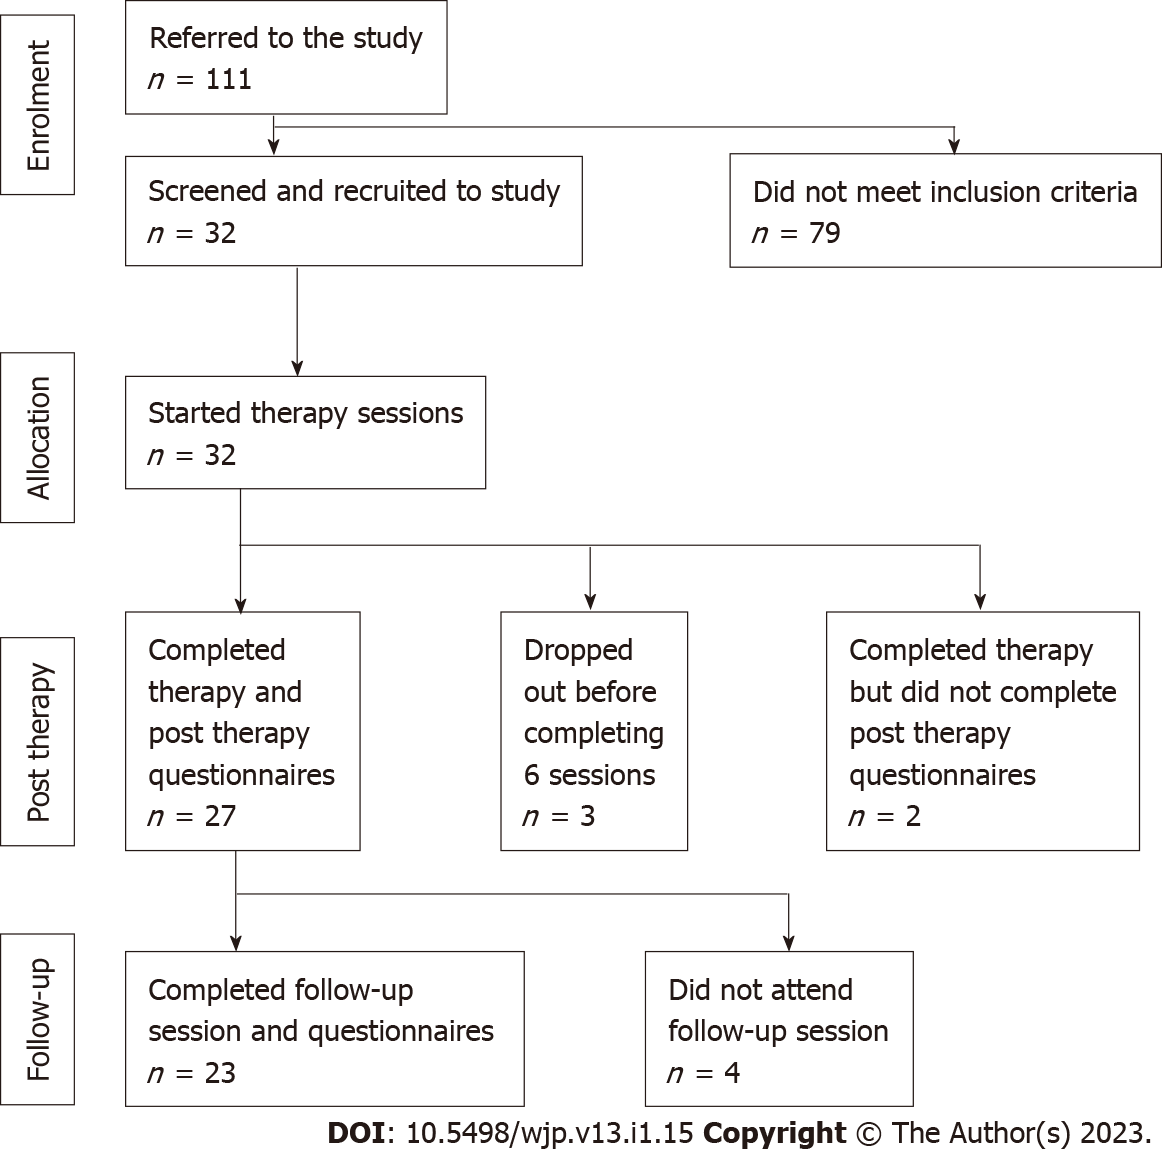 Enrolment
Referred to the study
n = 111
Screened and recruited to study
n = 32
Did not meet inclusion criteria
n = 79
Allocation
Started therapy sessions
n = 32
Post therapy
Completed
therapy and
post therapy
questionnaires
n = 27
Dropped
out before
completing
6 sessions
n = 3
Completed therapy
but did not complete
post therapy
questionnaires
n = 2
Follow-up
Completed follow-up
session and questionnaires
n = 23
Did not attend
follow-up session
n = 4
DOI: 10.5498/wjp.v13.i1.15 Copyright © The Author(s) 2023.